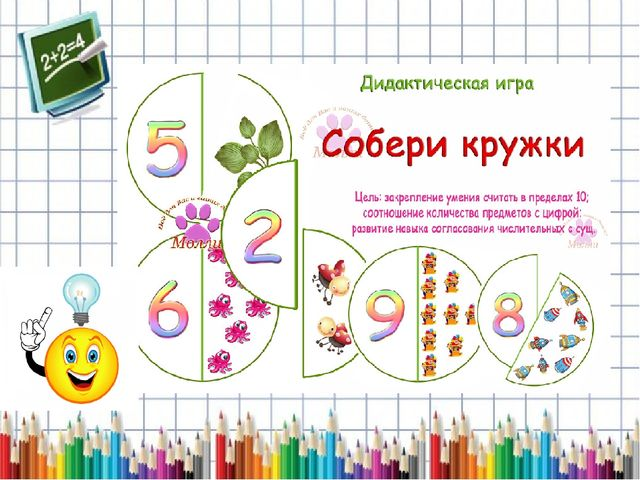 2+2=4
Дидактическая игра
Собери кружки
Цель: закрепление умения считать в пределах 10;
соотношение количества предметов с цифрой;
развитие навыка согласования числительных с сущ.
5
2
Молли
6
9
8